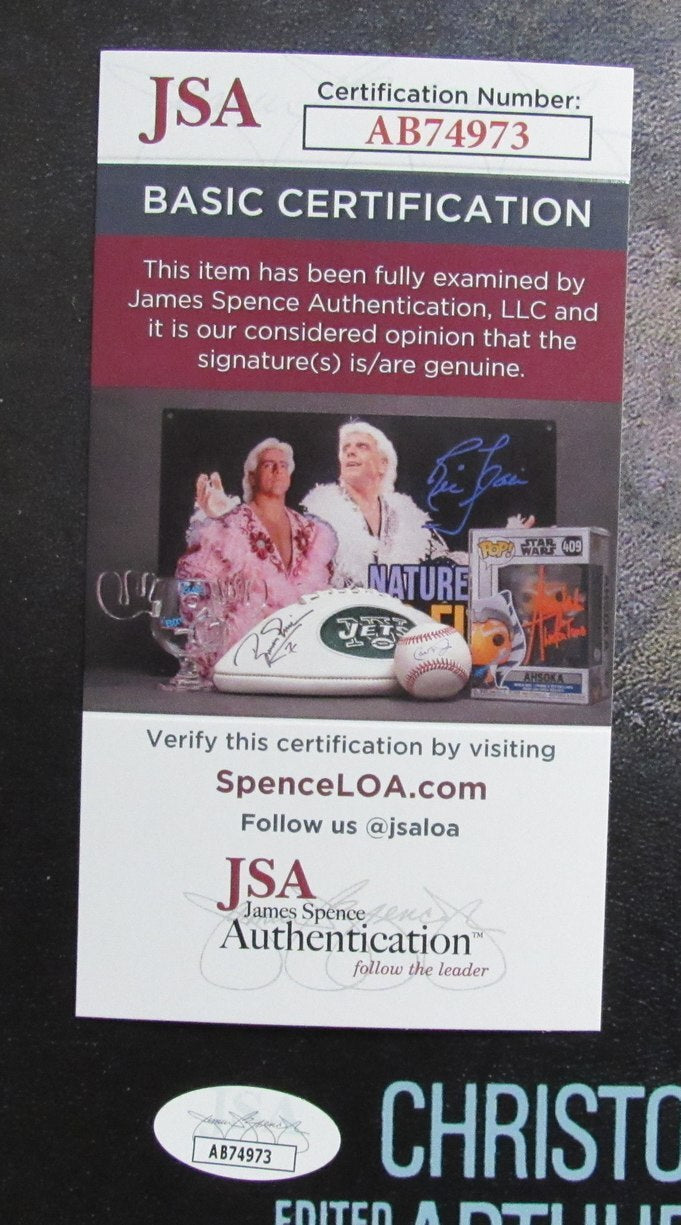 JSA
Certification Number:
AB74973
BASIC CERTIFICATION
This item has been fully examined by
James Spence Authentication, LLC and
it is our considered opinion that the
signature(s) is/are genuine.
NATURE
JETS
POP!
STAR
WARS
409
AHSOKA
Verify this certification by visiting
SpenceLOA.com
Follow us @jsaloa
JSA
James Spence
Authentication™
follow the leader
JSA
AB74973
CHRISTO
EDITED